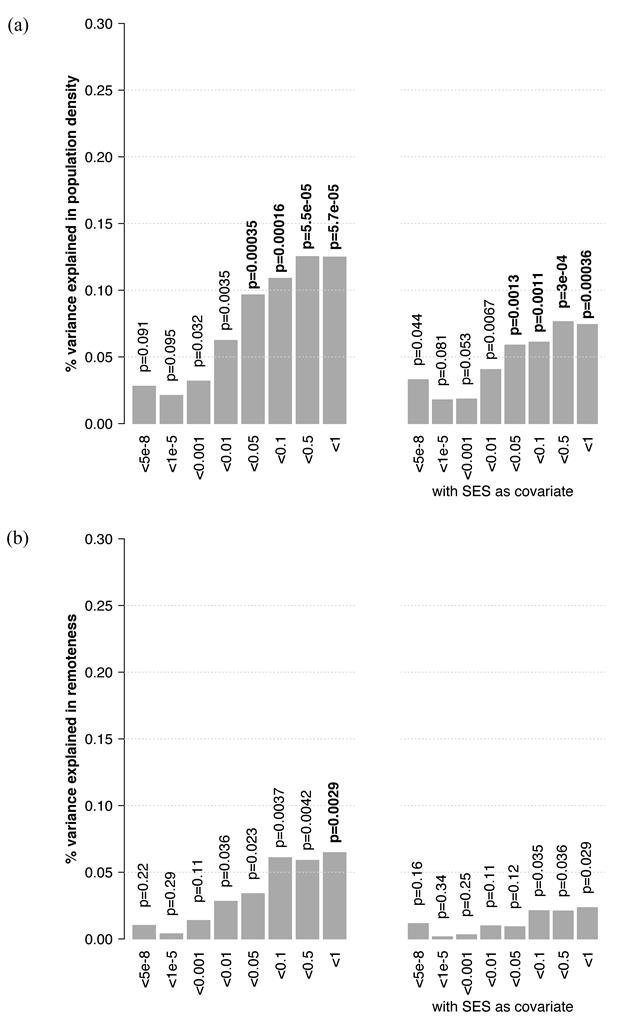 (a)
% variance explained in population density
0.30
0.25
0.20
0.15
0.10
0.05
0.00
p=0.091
p=0.095
p=0.032
p=0.0035
p=0.00035
p=0.00016
p=5.5e-05
p=5.7e-05
<5e-8
<1e-5
<0.001
<0.01
<0.05
<0.1
<0.5
<1
p=0.044
p=0.081
p=0.053
p=0.0067
p=0.0013
p=0.0011
p=3e-04
p=0.00036
<5e-8
<1e-5
<0.001
<0.01
<0.05
<0.1
<0.5
<1
with SES as covariate
(b)
% variance explained in remoteness
0.30
0.25
0.20
0.15
0.10
0.05
0.00
p=0.22
p=0.29
p=0.11
p=0.036
p=0.023
p=0.0037
p=0.0042
p=0.0029
<5e-8
<1e-5
<0.001
<0.01
<0.05
<0.1
<0.5
<1
p=0.16
p=0.34
p=0.25
p=0.11
p=0.12
p=0.035
p=0.036
p=0.029
<5e-8
<1e-5
<0.001
<0.01
<0.05
<0.1
<0.5
<1
with SES as covariate